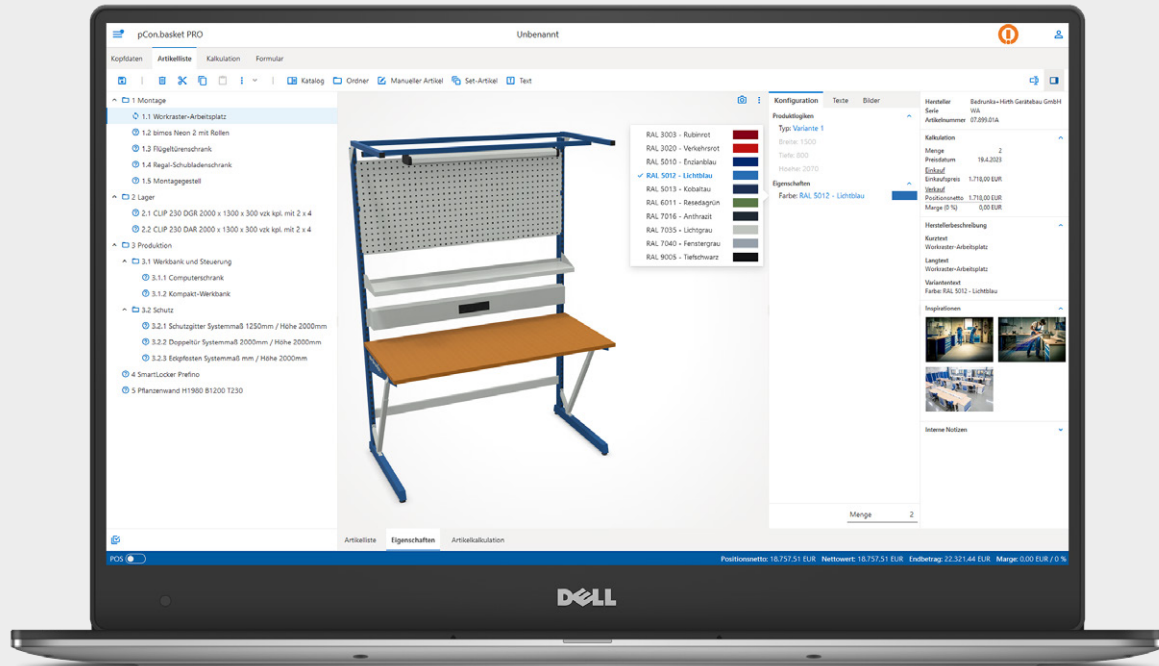 pCon.basket PRO
Unbenannt
Kopfdaten Artikelliste Kalkulation Formular
Katalog Ordner Manueller Artikel Set-Artikel Text
1 Montage
1.1 Workraster-Arbeitsplatz
1.2 bimos Neon 2 mit Rollen
1.3 Flügeltürenschrank
1.4 Regal-Schubladenschrank
1.5 Montagegestell
2 Lager
2.1 CLIP 230 DGR 2000 x 1300 x 300 vzk kpl. mit 2 x 4
2.2 CLIP 230 DAR 2000 x 1300 x 300 vzk kpl. mit 2 x 4
3 Produktion
3.1 Werkbank und Steuerung
3.1.1 Computerschrank
3.1.2 Kompakt-Werkbank
3.2 Schutz
3.2.1 Schutzgitter Systemmaß 1250mm / Höhe 2000mm
3.2.2 Doppeltür Systemmaß 2000mm / Höhe 2000mm
3.2.3 Eckpfosten Systemmaß mm / Höhe 2000mm
4 SmartLocker Prefino
5 Pflanzenwand H1980 B1200 T250
RAL 3003 - Rubinrot
RAL 3020 - Verkehrsrot
RAL 5010 - Enzianblau
RAL 5012 - Lichtblau
RAL 5013 - Kobaltau
RAL 6011 - Resedagrün
RAL 7016 - Anthrazit
RAL 7035 - Lichtgrau
RAL 7040 - Fenstergrau
RAL 9005 - Tiefschwarz
Konfiguration Texte Bilder
Produktlogiken
Typ: Variante 1
Breite: 1500
Tiefe: 800
Hoehe: 2070
Eigenschaften
Farbe: RAL 5012 - Lichtblau
Menge 2
Hersteller Bedrunka+Hirth Gerätebau GmbH
Serie WA
Artikelnummer 07.899.01A
Kalkulation
Menge 2
Preisdatum 19.4.2023
Einkauf
Einkaufspreis 1.718,00 EUR
Verkauf
Positionsnetto 1.718,00 EUR
Marge (0 %) 0,00 EUR
Herstellerbeschreibung
Kurztext
Workraster-Arbeitsplatz
Langtext
Workraster-Arbeitsplatz
Variantentext
Farbe: RAL 5012 - Lichtblau
Inspirationen
Interne Notizen
Artikelliste Eigenschaften Artikelkalkulation
POS
Positionsnetto: 18.757,51 EUR Nettowert: 18.757,51 EUR Endbetrag: 22.321,44 EUR Marge: 0,00 EUR / 0 %
DELL